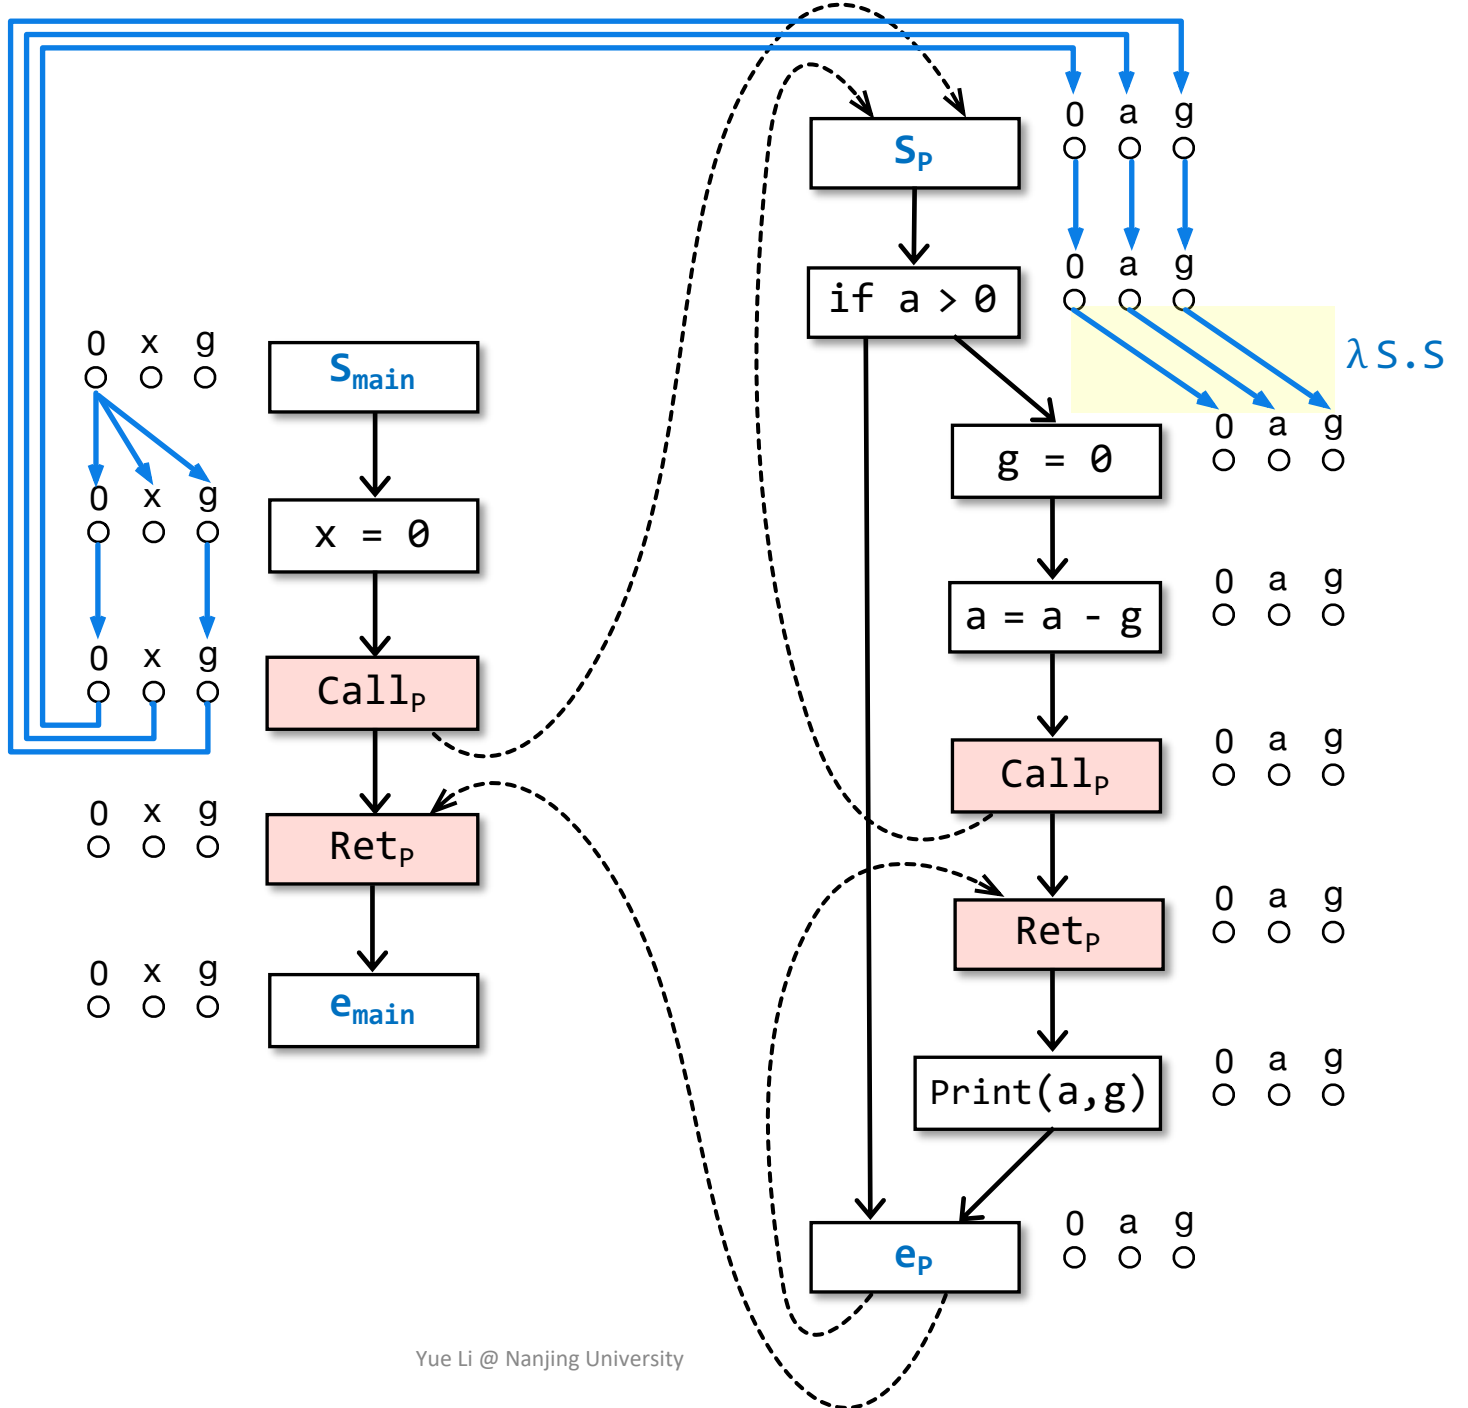 0 a g
S_P
0 a g
if a > 0
λ S.S
0 x g
S_main
0 a g
g = 0
0 x g
x = 0
0 a g
a = a - g
0 x g
Call_P
0 a g
Call_P
0 x g
Ret_P
0 a g
Ret_P
0 x g
e_main
0 a g
Print(a,g)
0 a g
e_P
Yue Li @ Nanjing University